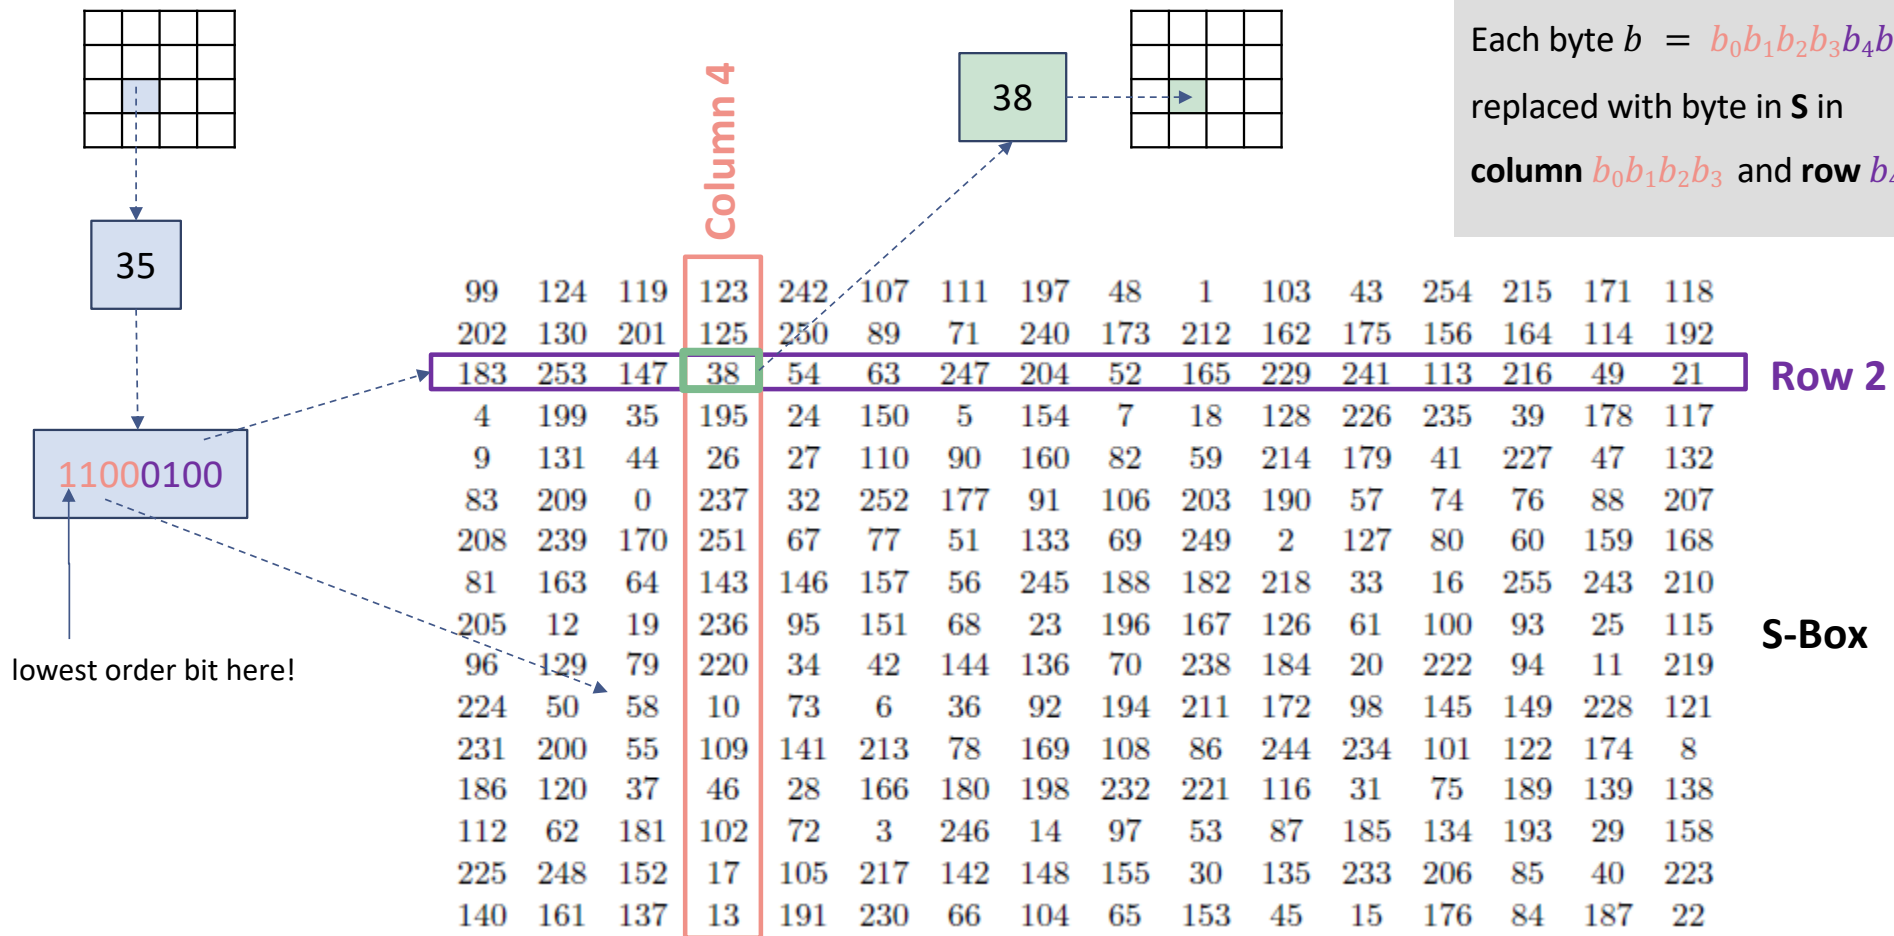 Each byte b = b₀b₁b₂b₃b₄b
replaced with byte in S in
column b₀b₁b₂b₃ and row b₄
38
Column 4
35
11000100
lowest order bit here!
99 124 119 123 242 107 111 197 48 1 103 43 254 215 171 118
202 130 201 125 250 89 71 240 173 212 162 175 156 164 114 192
183 253 147 38 54 63 247 204 52 165 229 241 113 216 49 21
Row 2
4 199 35 195 24 150 5 154 7 18 128 226 235 39 178 117
9 131 44 26 27 110 90 160 82 59 214 179 41 227 47 132
83 209 0 237 32 252 177 91 106 203 190 57 74 76 88 207
208 239 170 251 67 77 51 133 69 249 2 127 80 60 159 168
81 163 64 143 146 157 56 245 188 182 218 33 16 255 243 210
205 12 19 236 95 151 68 23 196 167 126 61 100 93 25 115
S-Box
96 129 79 220 34 42 144 136 70 238 184 20 222 94 11 219
224 50 58 10 73 6 36 92 194 211 172 98 145 149 228 121
231 200 55 109 141 213 78 169 108 86 244 234 101 122 174 8
186 120 37 46 28 166 180 198 232 221 116 31 75 189 139 138
112 62 181 102 72 3 246 14 97 53 87 185 134 193 29 158
225 248 152 17 105 217 142 148 155 30 135 233 206 85 40 223
140 161 137 13 191 230 66 104 65 153 45 15 176 84 187 22